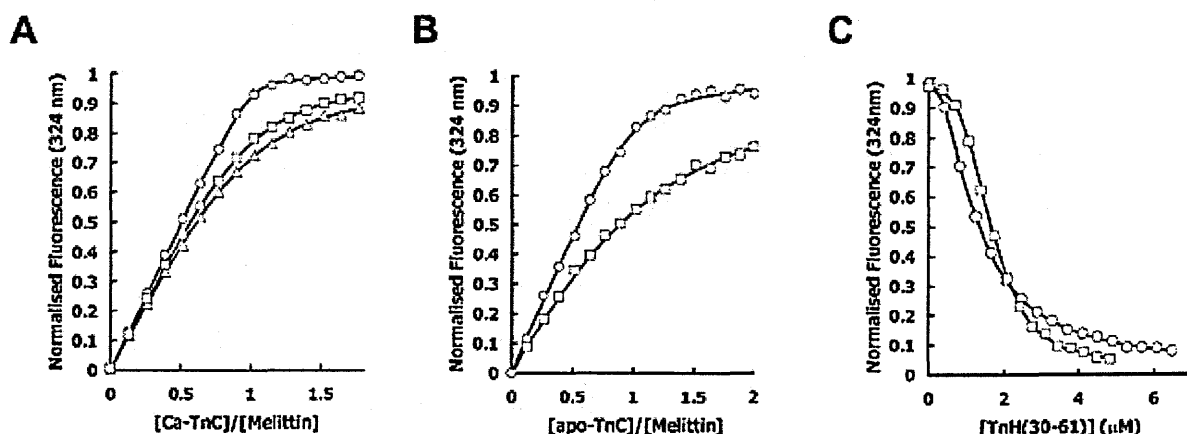 A
Normalised Fluorescence (324 nm)
1
0.9
0.8
0.7
0.6
0.5
0.4
0.3
0.2
0.1
0
0 0.5 1 1.5
[Ca-TnC]/[Melittin]
B
Normalised Fluorescence (324 nm)
1
0.9
0.8
0.7
0.6
0.5
0.4
0.3
0.2
0.1
0
0 0.5 1 1.5 2
[apo-TnC]/[Melittin]
C
Normalised Fluorescence (324nm)
1
0.9
0.8
0.7
0.6
0.5
0.4
0.3
0.2
0.1
0
0 2 4 6
[TnH(30-61)] (μM)